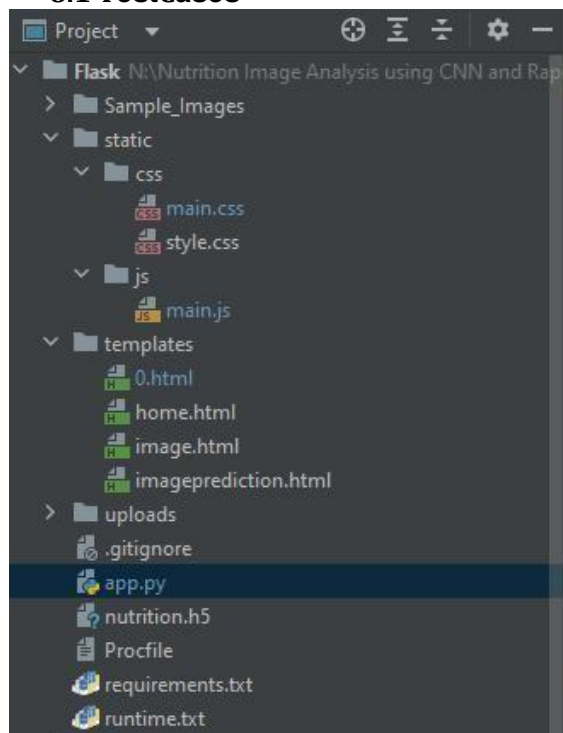 Project
Flask N:\Nutrition Image Analysis using CNN and Rap
Sample_Images
static
css
main.css
style.css
js
main.js
templates
0.html
home.html
image.html
imageprediction.html
uploads
.gitignore
app.py
nutrition.h5
Procfile
requirements.txt
runtime.txt